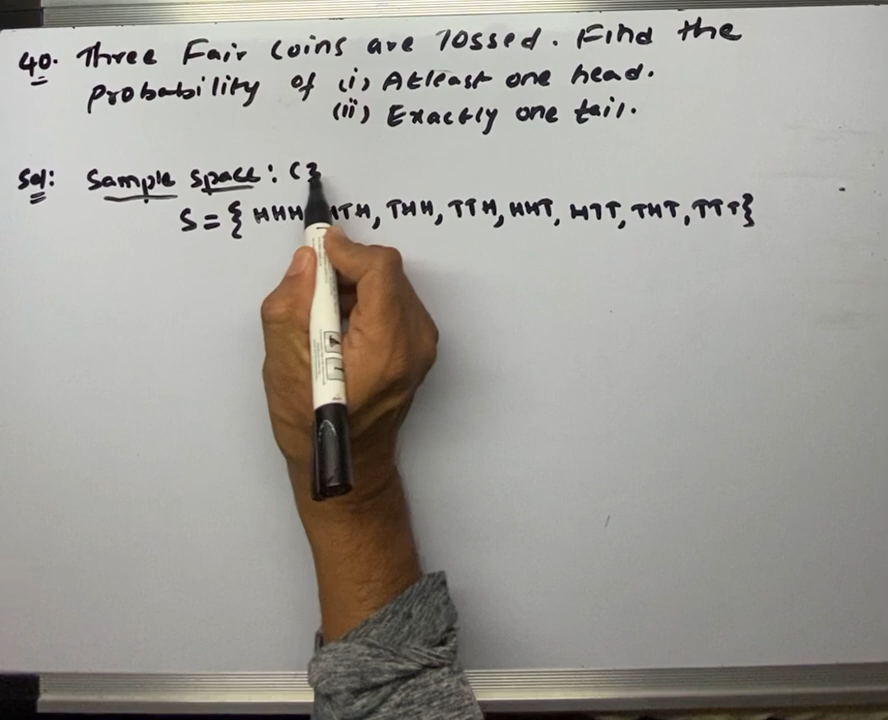 40. Three Fair Coins are Tossed. Find the
Probability of (i) Atleast one head.
(ii) Exactly one tail.
Sol: Sample Space: (3
S = { HHH, HTH, THH, TTH, HHT, HTT, THT, TTT}